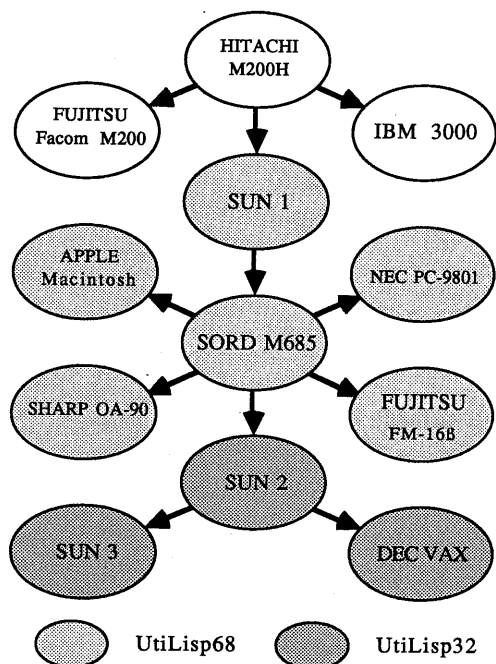 HITACHI
M200H
FUJITSU
Facom M200
IBM 3000
SUN 1
APPLE
Macintosh
NEC PC-9801
SORD M685
SHARP OA-90
FUJITSU
FM-16β
SUN 2
SUN 3
DEC VAX
UtiLisp68
UtiLisp32